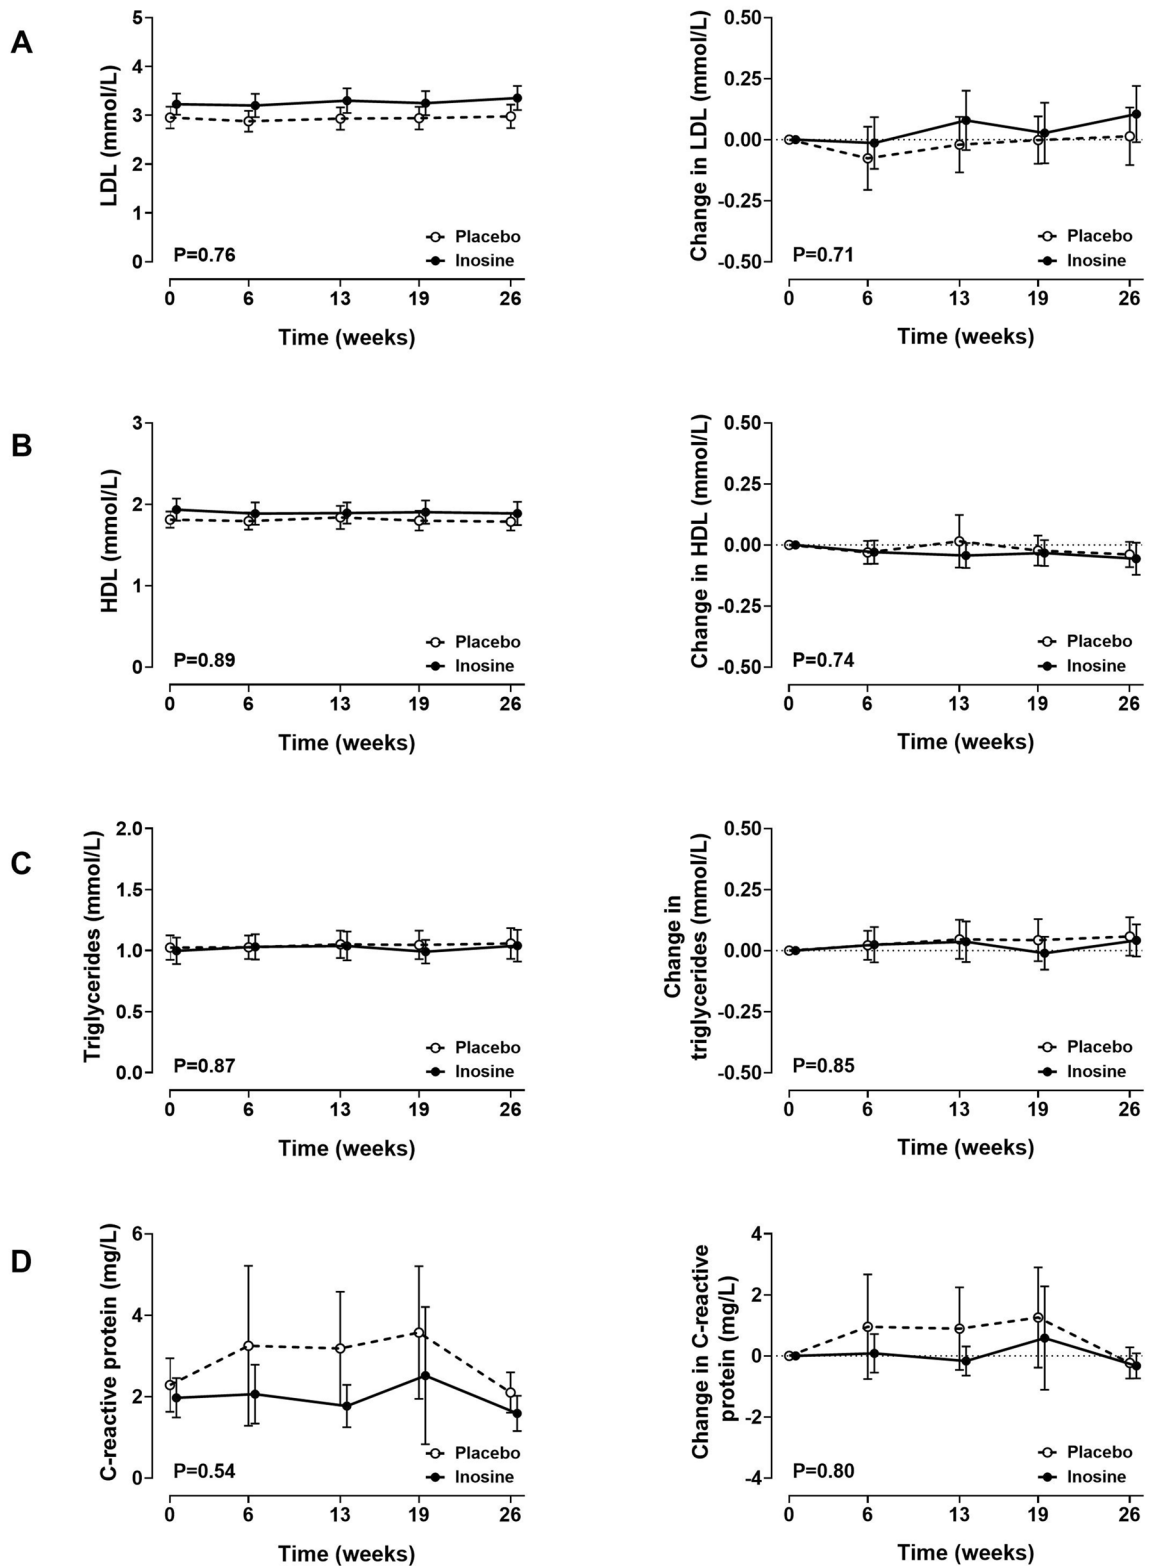 A
LDL (mmol/L)
5
4
3
2
1
0
P=0.76
Placebo
Inosine
0 6 13 19 26
Time (weeks)
Change in LDL (mmol/L)
0.50
0.25
0.00
-0.25
-0.50
P=0.71
Placebo
Inosine
0 6 13 19 26
Time (weeks)
B
HDL (mmol/L)
3
2
1
0
P=0.89
Placebo
Inosine
0 6 13 19 26
Time (weeks)
Change in HDL (mmol/L)
0.50
0.25
0.00
-0.25
-0.50
P=0.74
Placebo
Inosine
0 6 13 19 26
Time (weeks)
C
Triglycerides (mmol/L)
2.0
1.5
1.0
0.5
0.0
P=0.87
Placebo
Inosine
0 6 13 19 26
Time (weeks)
Change in
triglycerides (mmol/L)
0.50
0.25
0.00
-0.25
-0.50
P=0.85
Placebo
Inosine
0 6 13 19 26
Time (weeks)
D
C-reactive protein (mg/L)
6
4
2
0
P=0.54
Placebo
Inosine
0 6 13 19 26
Time (weeks)
Change in C-reactive
protein (mg/L)
4
2
0
-2
-4
P=0.80
Placebo
Inosine
0 6 13 19 26
Time (weeks)